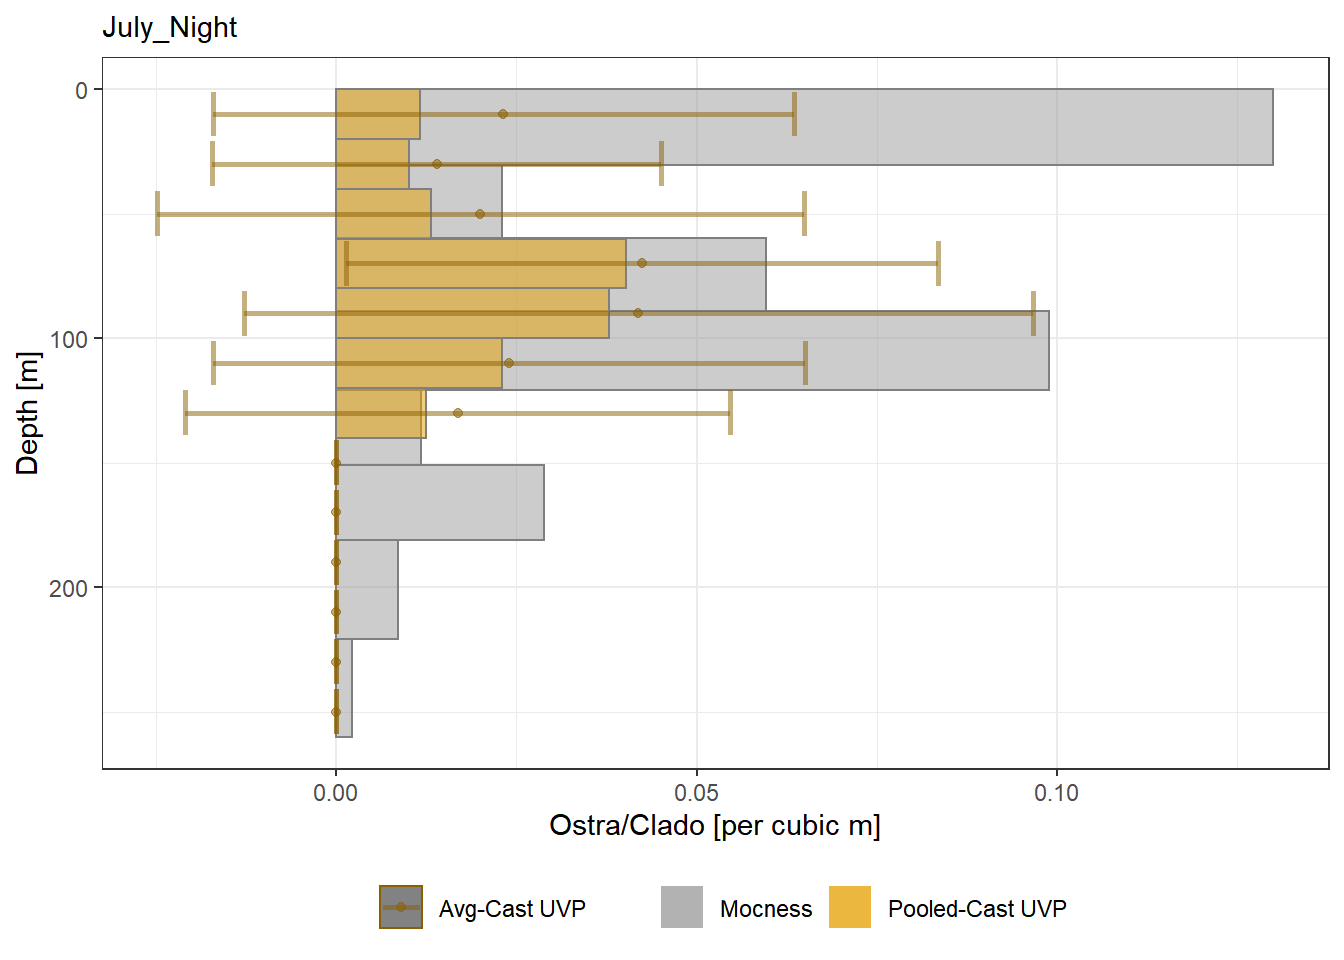 July_Night
0
100
200
Depth [m]
0.00 0.05 0.10
Ostra/Clado [per cubic m]
Avg-Cast UVP Mocness Pooled-Cast UVP